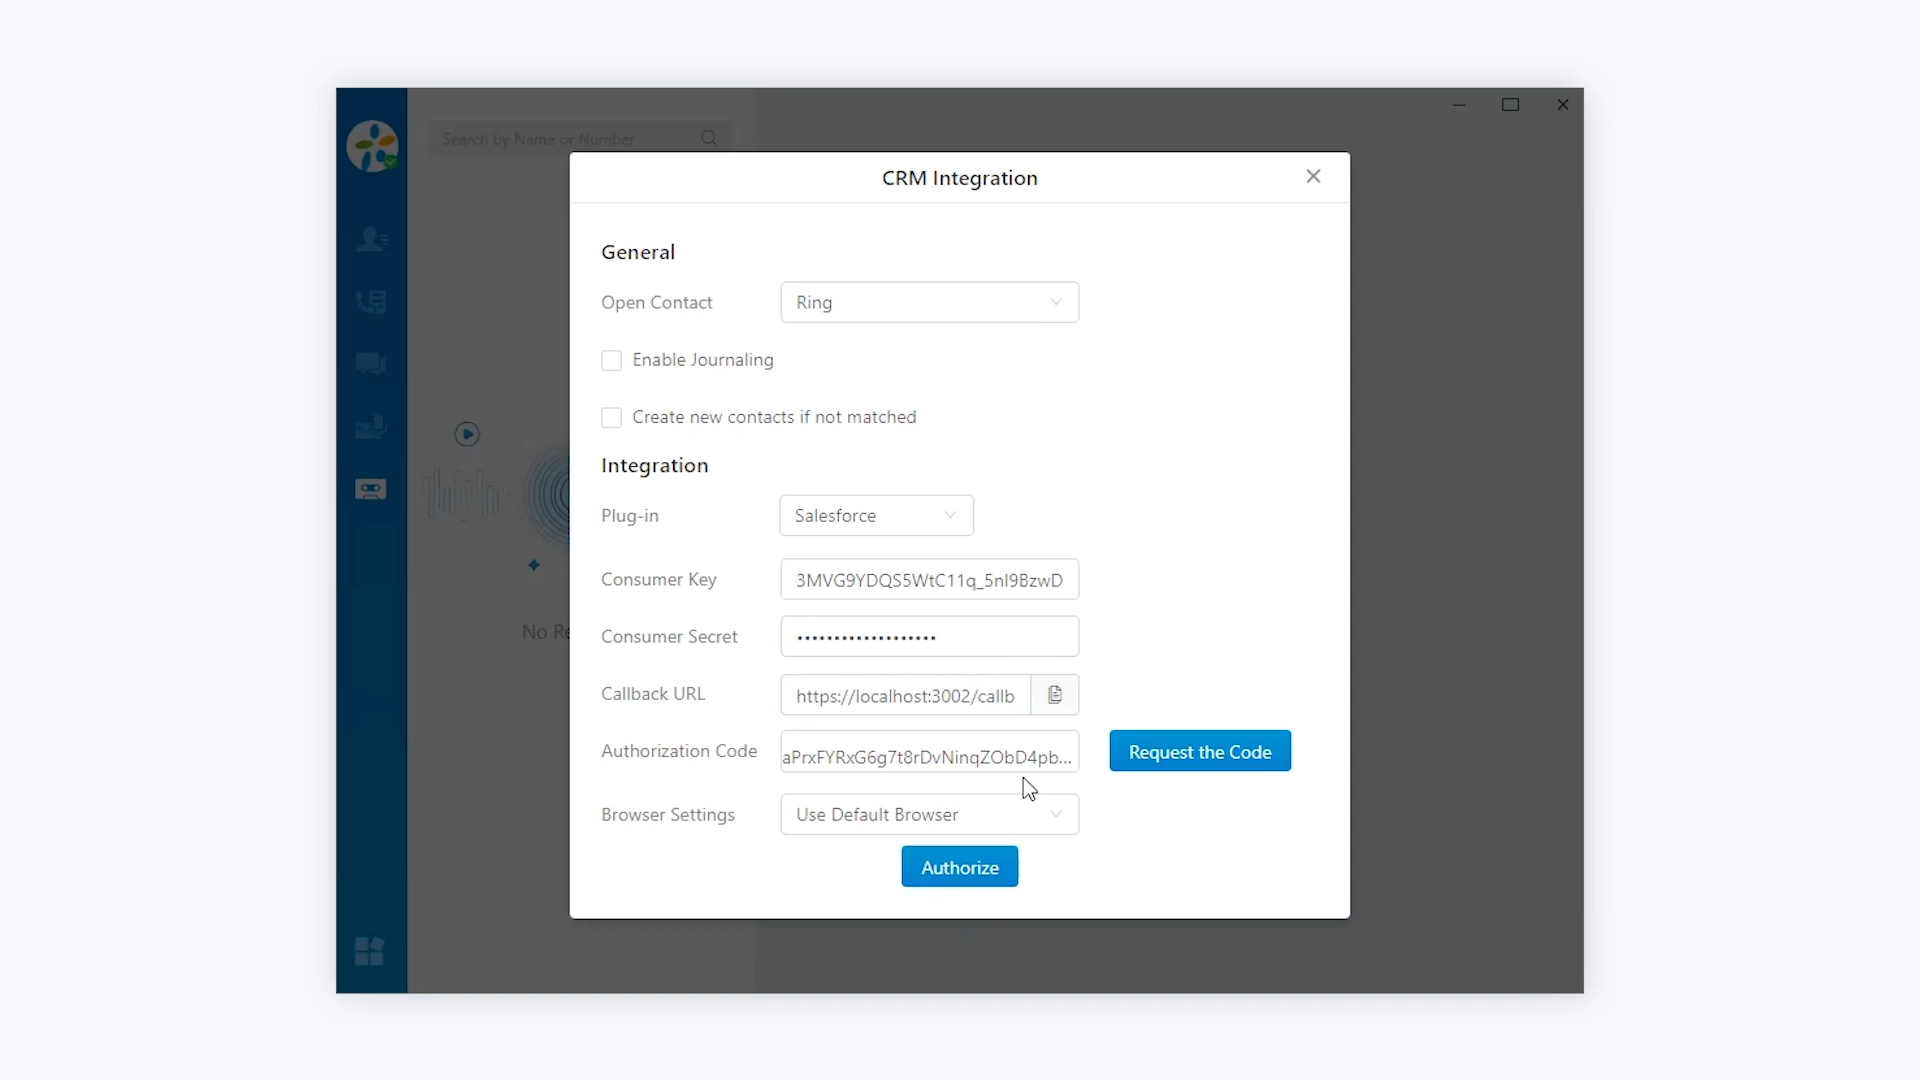 Search by Name or Number
CRM Integration
General
Open Contact
Ring
Enable Journaling
Create new contacts if not matched
Integration
Plug-in
Salesforce
Consumer Key
3MVG9YDQS5WtC11q_5nI9BzwD
Consumer Secret
•••••••••••••••••••
No Re
Callback URL
https://localhost:3002/callb
Authorization Code
aPrxFYRxG6g7t8rDvNinqZObD4pb...
Request the Code
Browser Settings
Use Default Browser
Authorize